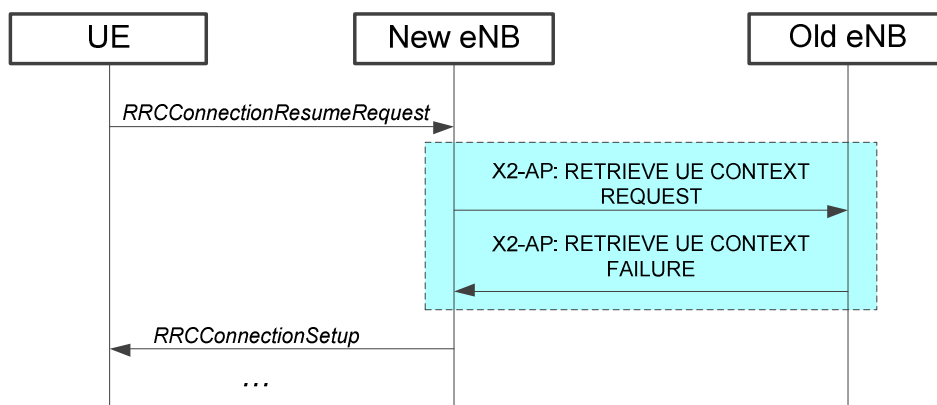 UE
New eNB
Old eNB
RRCConnectionResumeRequest
X2-AP: RETRIEVE UE CONTEXT
REQUEST
X2-AP: RETRIEVE UE CONTEXT
FAILURE
RRCConnectionSetup
...